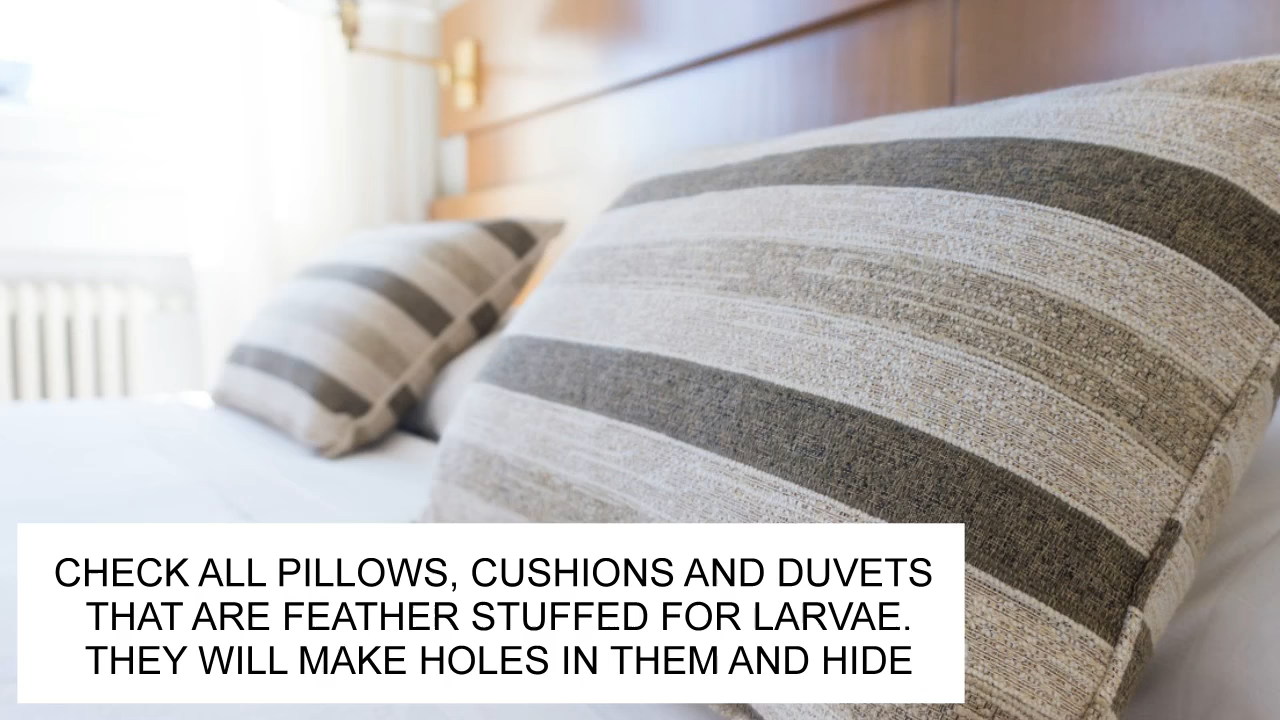 CHECK ALL PILLOWS, CUSHIONS AND DUVETS
THAT ARE FEATHER STUFFED FOR LARVAE.
THEY WILL MAKE HOLES IN THEM AND HIDE